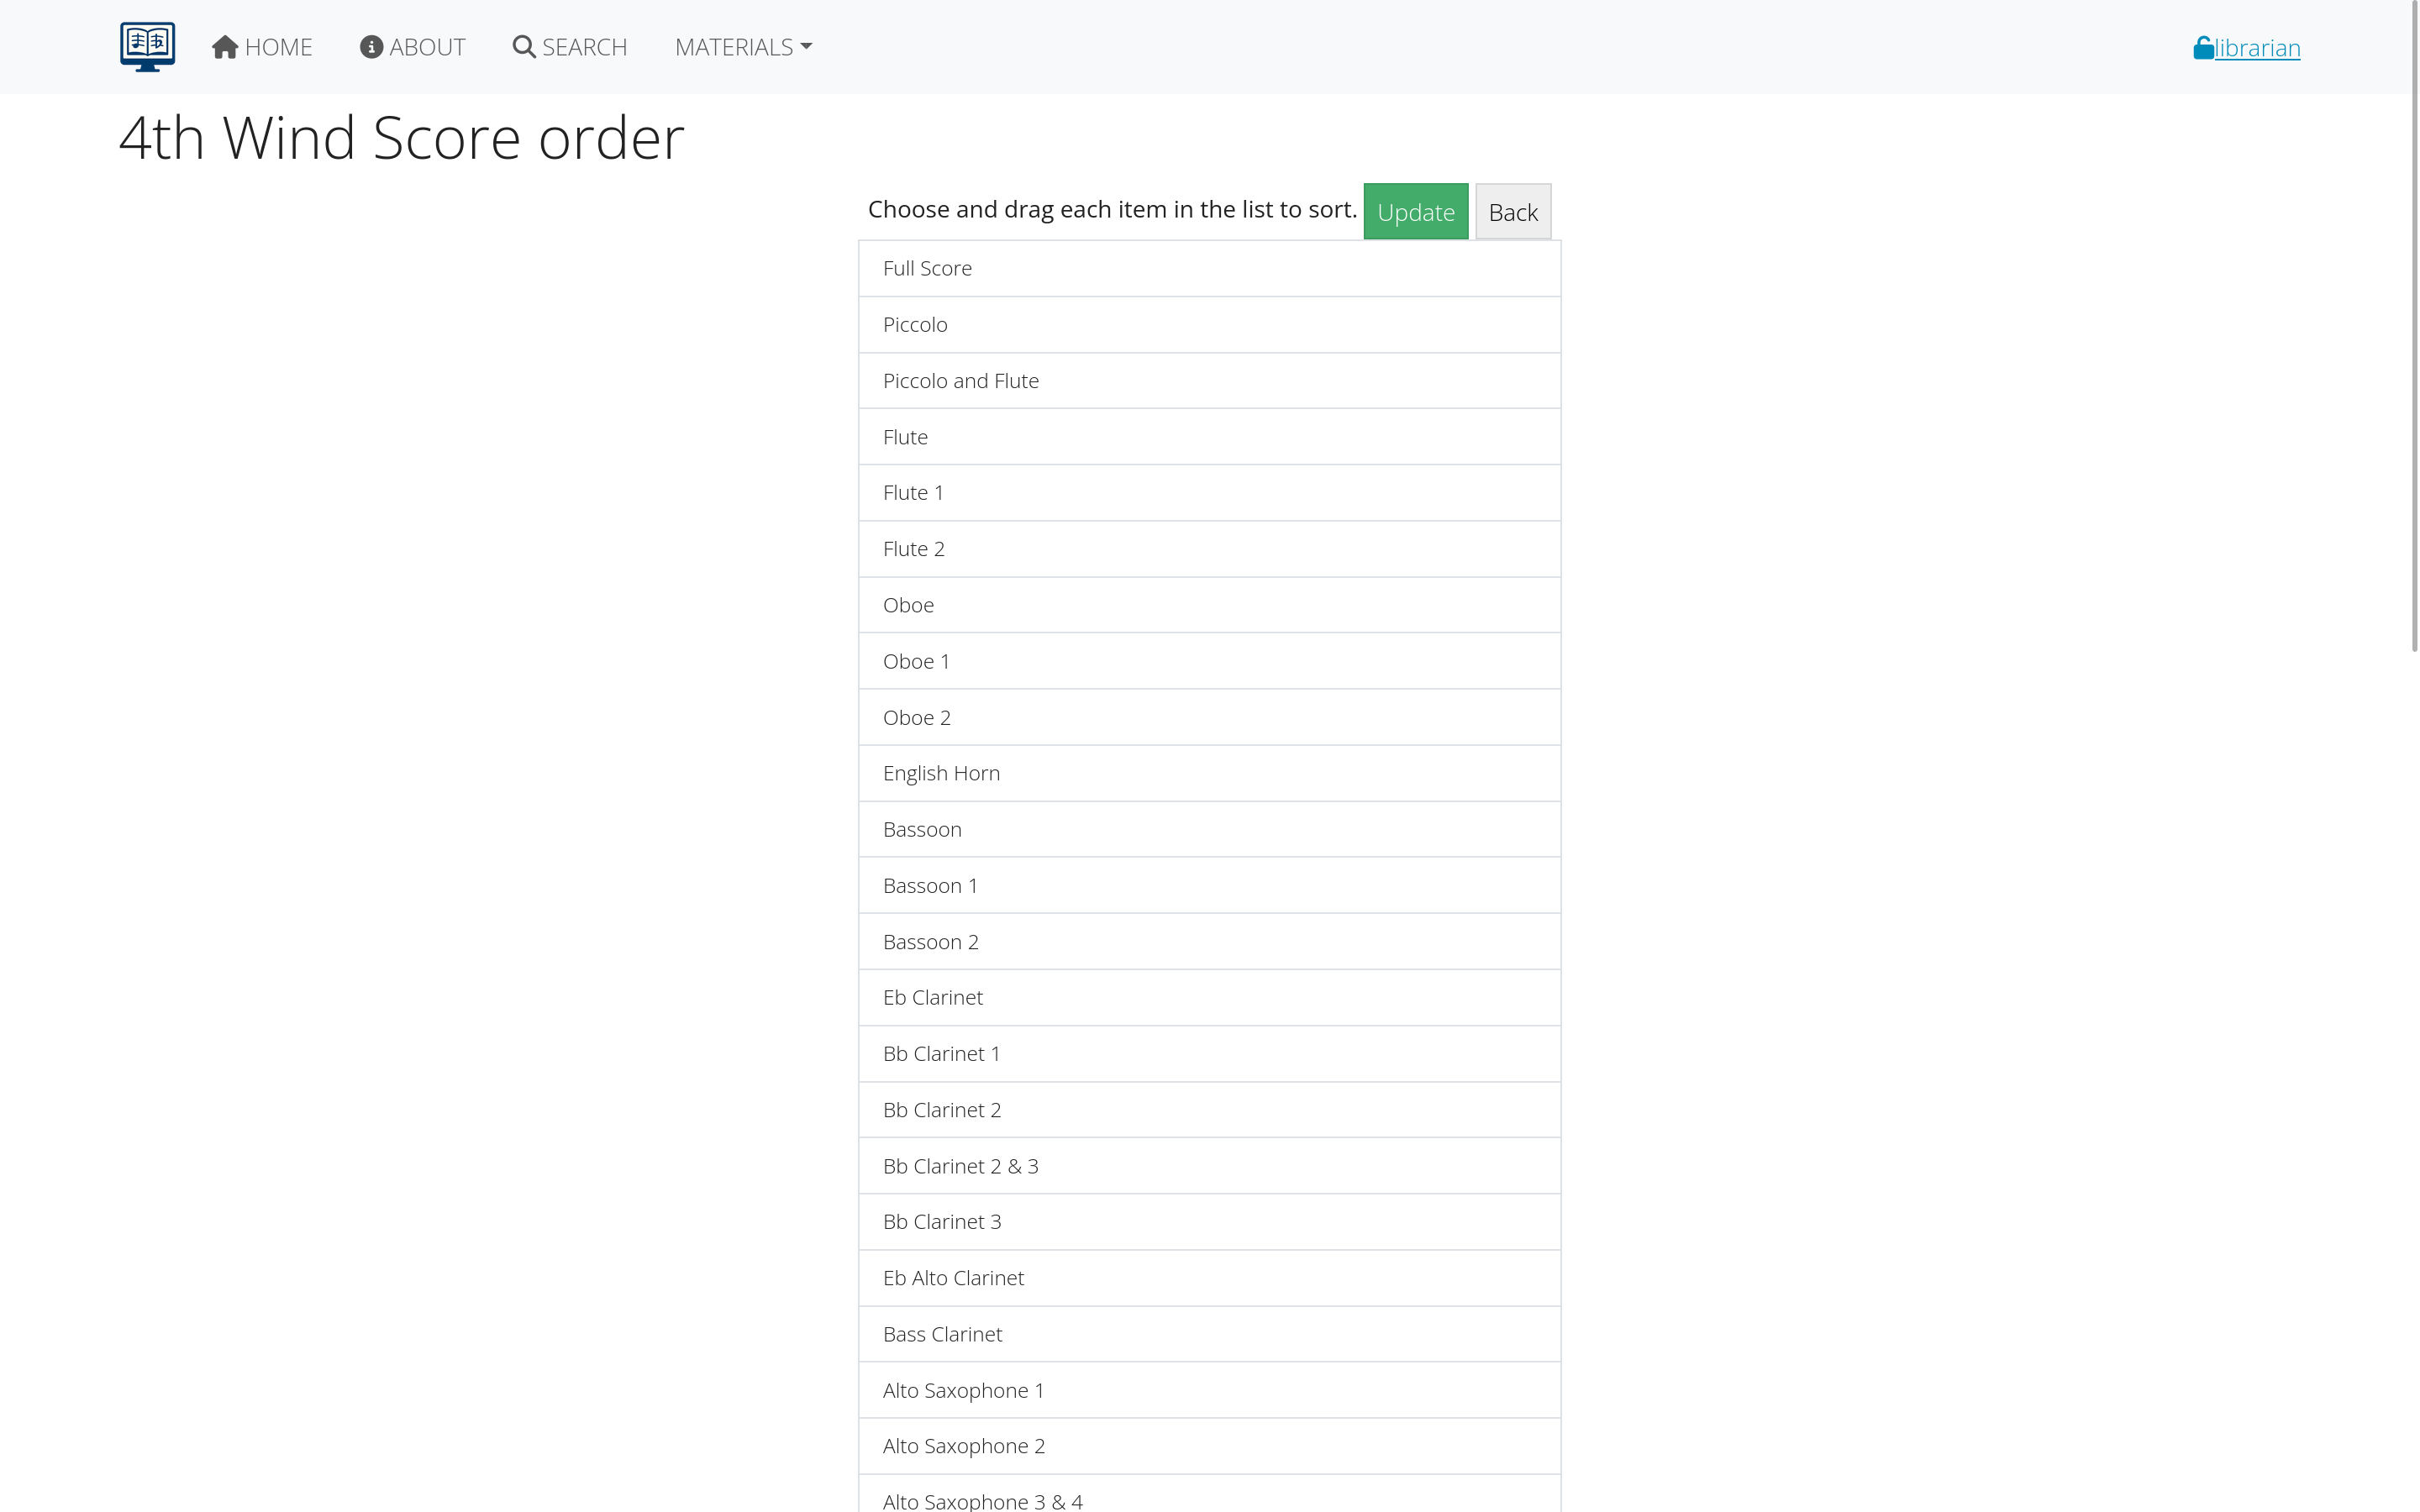 HOME ABOUT SEARCH MATERIALS librarian
4th Wind Score order
Choose and drag each item in the list to sort. Update Back
Full Score
Piccolo
Piccolo and Flute
Flute
Flute 1
Flute 2
Oboe
Oboe 1
Oboe 2
English Horn
Bassoon
Bassoon 1
Bassoon 2
Eb Clarinet
Bb Clarinet 1
Bb Clarinet 2
Bb Clarinet 2 & 3
Bb Clarinet 3
Eb Alto Clarinet
Bass Clarinet
Alto Saxophone 1
Alto Saxophone 2
Alto Saxophone 3 & 4